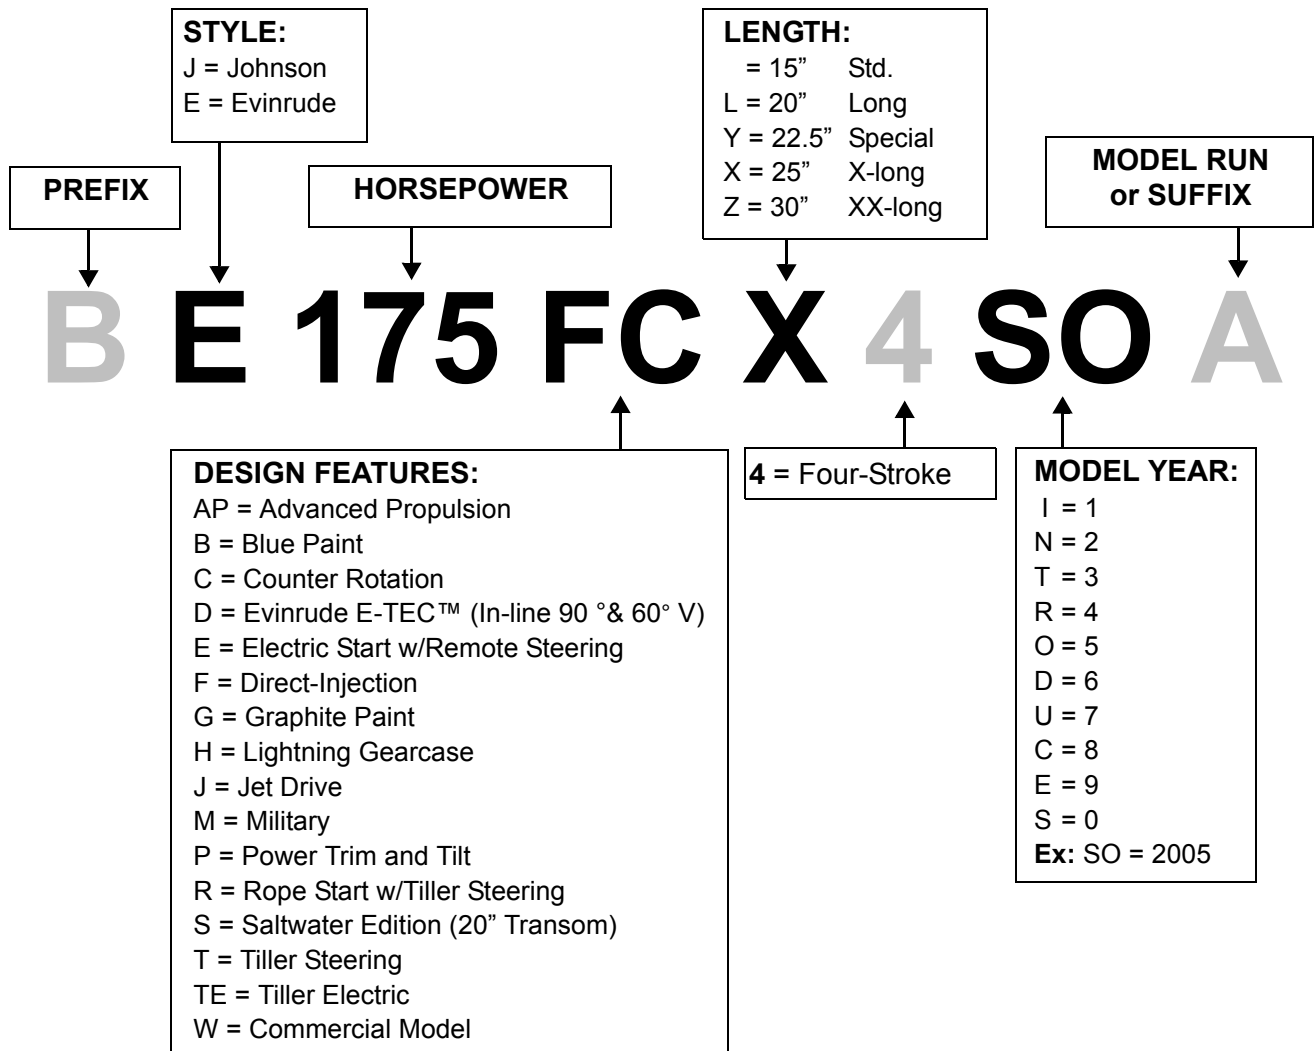 STYLE:
J = Johnson
E = Evinrude
LENGTH:
= 15” Std.
L = 20” Long
Y = 22.5” Special
X = 25” X-long
Z = 30” XX-long
PREFIX
HORSEPOWER
MODEL RUN
or SUFFIX
B E 175 FC X 4 SO A
DESIGN FEATURES:
AP = Advanced Propulsion
B = Blue Paint
C = Counter Rotation
D = Evinrude E-TEC™ (In-line 90 °& 60° V)
E = Electric Start w/Remote Steering
F = Direct-Injection
G = Graphite Paint
H = Lightning Gearcase
J = Jet Drive
M = Military
P = Power Trim and Tilt
R = Rope Start w/Tiller Steering
S = Saltwater Edition (20” Transom)
T = Tiller Steering
TE = Tiller Electric
W = Commercial Model
4 = Four-Stroke
MODEL YEAR:
I = 1
N = 2
T = 3
R = 4
O = 5
D = 6
U = 7
C = 8
E = 9
S = 0
Ex: SO = 2005